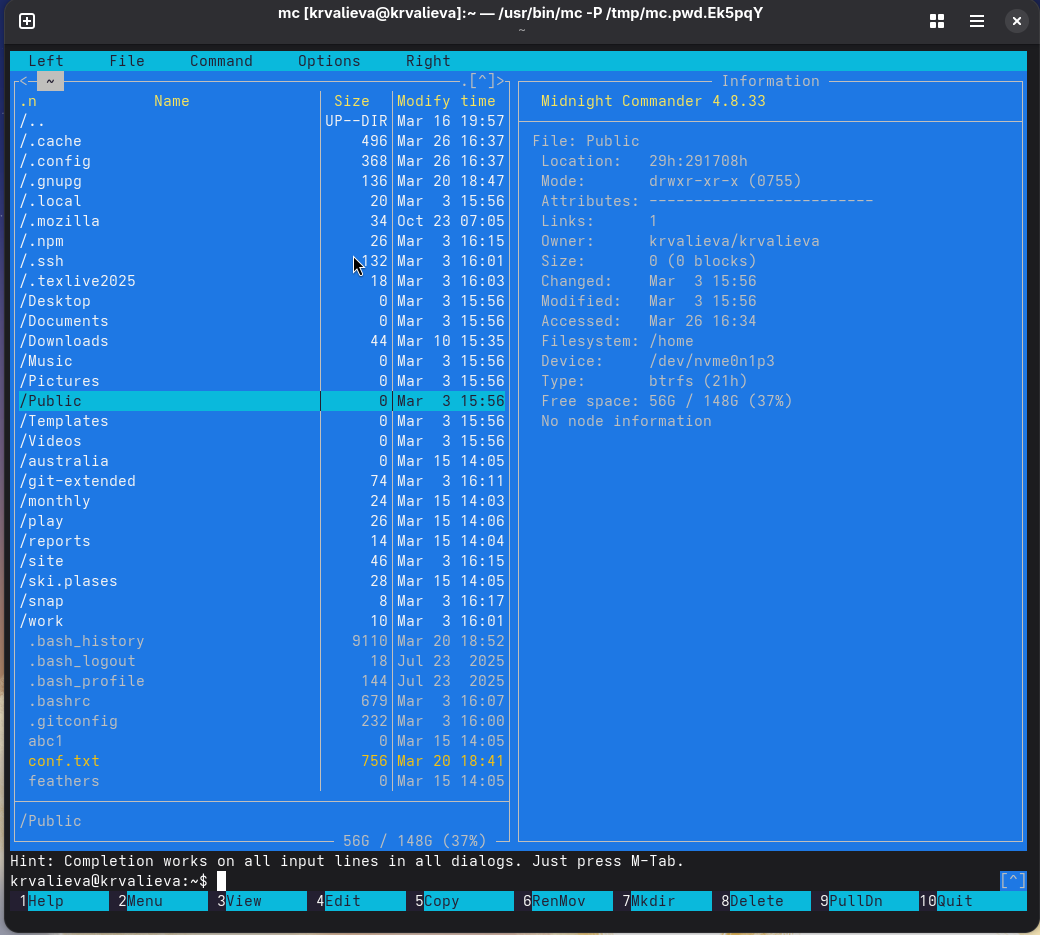 mc [krvalieva@krvalieva]:~ — /usr/bin/mc -P /tmp/mc.pwd.Ek5pqY
~
Left File Command Options Right
<- ~ .[^]>
.n Name Size Modify time
/.. UP--DIR Mar 16 19:57
/.cache 496 Mar 26 16:37
/.config 368 Mar 26 16:37
/.gnupg 136 Mar 20 18:47
/.local 20 Mar 3 15:56
/.mozilla 34 Oct 23 07:05
/.npm 26 Mar 3 16:15
/.ssh 132 Mar 3 16:01
/.texlive2025 18 Mar 3 16:03
/Desktop 0 Mar 3 15:56
/Documents 0 Mar 3 15:56
/Downloads 44 Mar 10 15:35
/Music 0 Mar 3 15:56
/Pictures 0 Mar 3 15:56
/Public 0 Mar 3 15:56
/Templates 0 Mar 3 15:56
/Videos 0 Mar 3 15:56
/australia 0 Mar 15 14:05
/git-extended 74 Mar 3 16:11
/monthly 24 Mar 15 14:03
/play 26 Mar 15 14:06
/reports 14 Mar 15 14:04
/site 46 Mar 3 16:15
/ski.plases 28 Mar 15 14:05
/snap 8 Mar 3 16:17
/work 10 Mar 3 16:01
.bash_history 9110 Mar 20 18:52
.bash_logout 18 Jul 23 2025
.bash_profile 144 Jul 23 2025
.bashrc 679 Mar 3 16:07
.gitconfig 232 Mar 3 16:00
abc1 0 Mar 15 14:05
conf.txt 756 Mar 20 18:41
feathers 0 Mar 15 14:05
/Public
56G / 148G (37%)
Information
Midnight Commander 4.8.33
File: Public
Location: 29h:291708h
Mode: drwxr-xr-x (0755)
Attributes: -------------------------
Links: 1
Owner: krvalieva/krvalieva
Size: 0 (0 blocks)
Changed: Mar 3 15:56
Modified: Mar 3 15:56
Accessed: Mar 26 16:34
Filesystem: /home
Device: /dev/nvme0n1p3
Type: btrfs (21h)
Free space: 56G / 148G (37%)
No node information
Hint: Completion works on all input lines in all dialogs. Just press M-Tab.
krvalieva@krvalieva:~$ [^]
1Help 2Menu 3View 4Edit 5Copy 6RenMov 7Mkdir 8Delete 9PullDn 10Quit